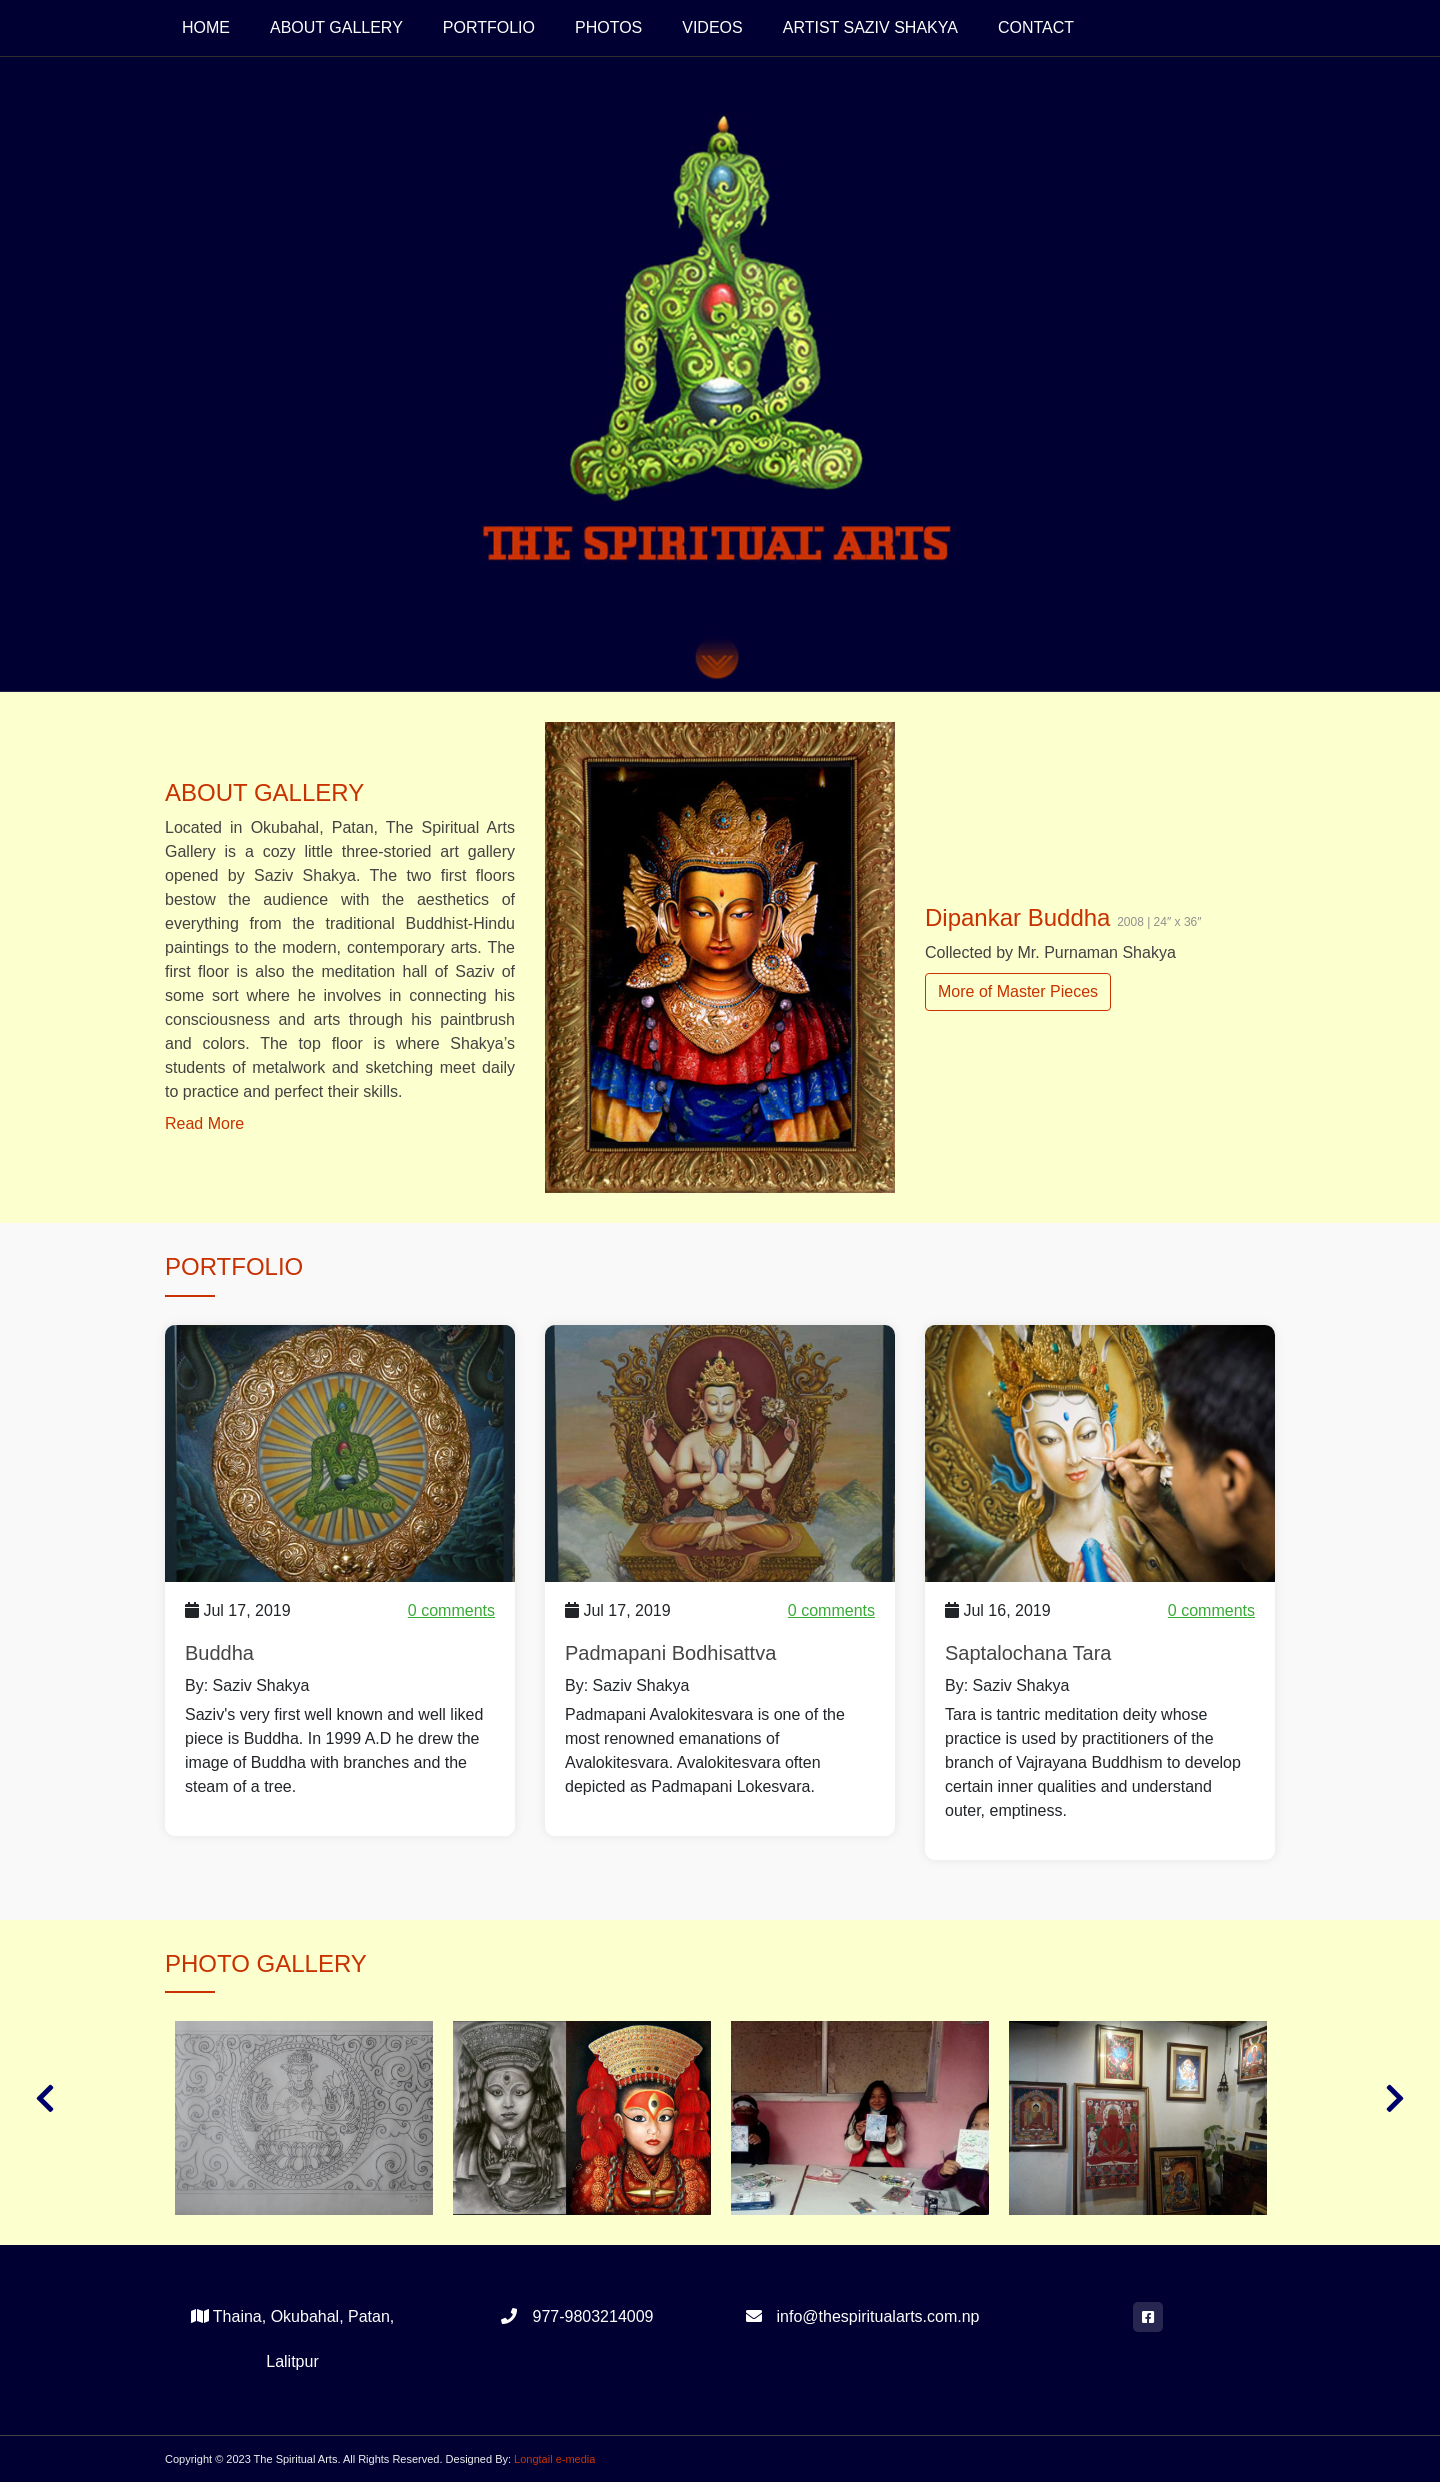 HOME ABOUT GALLERY PORTFOLIO PHOTOS VIDEOS ARTIST SAZIV SHAKYA CONTACT
THE SPIRITUAL ARTS
ABOUT GALLERY
Located in Okubahal, Patan, The Spiritual Arts
Gallery is a cozy little three-storied art gallery
opened by Saziv Shakya. The two first floors
bestow the audience with the aesthetics of
everything from the traditional Buddhist-Hindu
paintings to the modern, contemporary arts. The
first floor is also the meditation hall of Saziv of
some sort where he involves in connecting his
consciousness and arts through his paintbrush
and colors. The top floor is where Shakya’s
students of metalwork and sketching meet daily
to practice and perfect their skills.
Read More
Dipankar Buddha 2008 | 24″ x 36″
Collected by Mr. Purnaman Shakya
More of Master Pieces
PORTFOLIO
Jul 17, 2019 0 comments
Buddha
By: Saziv Shakya
Saziv's very first well known and well liked
piece is Buddha. In 1999 A.D he drew the
image of Buddha with branches and the
steam of a tree.
Jul 17, 2019 0 comments
Padmapani Bodhisattva
By: Saziv Shakya
Padmapani Avalokitesvara is one of the
most renowned emanations of
Avalokitesvara. Avalokitesvara often
depicted as Padmapani Lokesvara.
Jul 16, 2019 0 comments
Saptalochana Tara
By: Saziv Shakya
Tara is tantric meditation deity whose
practice is used by practitioners of the
branch of Vajrayana Buddhism to develop
certain inner qualities and understand
outer, emptiness.
PHOTO GALLERY
Thaina, Okubahal, Patan,
Lalitpur
977-9803214009
info@thespiritualarts.com.np
Copyright © 2023 The Spiritual Arts. All Rights Reserved. Designed By: Longtail e-media